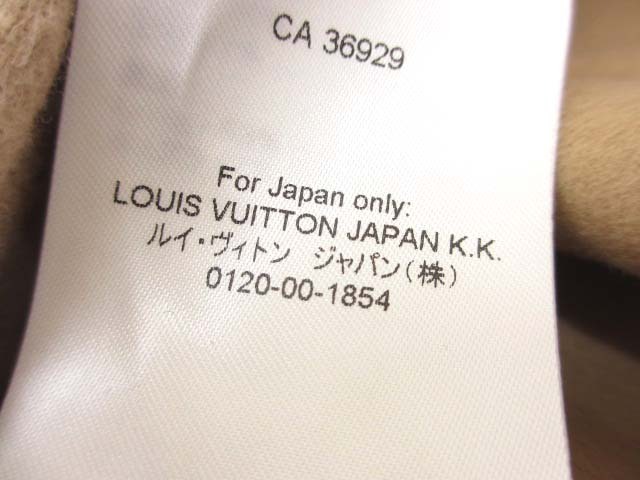 CA 36929
For Japan only:
LOUIS VUITTON JAPAN K.K.
ルイ・ヴィトン ジャパン(株)
0120-00-1854